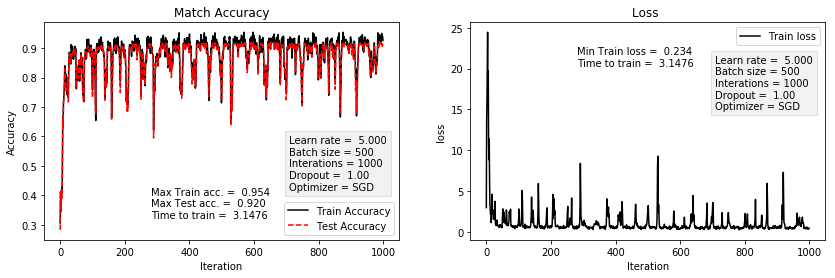 Match Accuracy
Accuracy
0.9
0.8
0.7
0.6
0.5
0.4
0.3
Learn rate =  5.000
Batch size = 500
Interations = 1000
Dropout =  1.00
Optimizer = SGD
Max Train acc. =  0.954
Max Test acc. =  0.920
Time to train =  3.1476
Train Accuracy
Test Accuracy
0 200 400 600 800 1000
Iteration
Loss
loss
25
20
15
10
5
0
Train loss
Min Train loss =  0.234
Time to train =  3.1476
Learn rate =  5.000
Batch size = 500
Interations = 1000
Dropout =  1.00
Optimizer = SGD
0 200 400 600 800 1000
Iteration